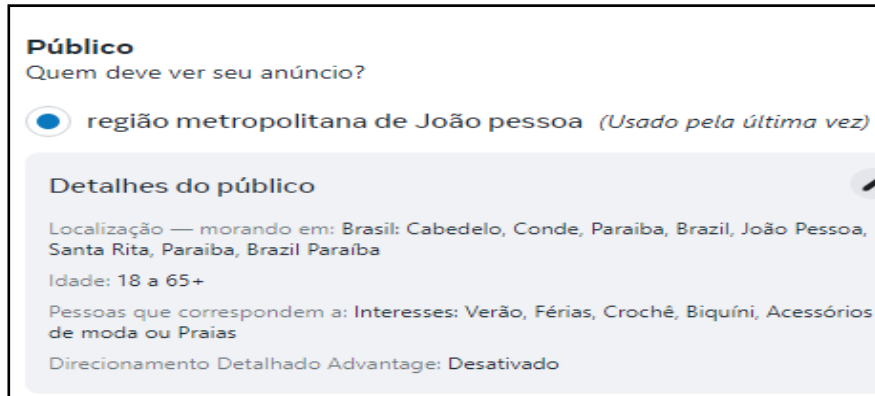 Público
Quem deve ver seu anúncio?
região metropolitana de João pessoa (Usado pela última vez)
Detalhes do público
Localização — morando em: Brasil: Cabedelo, Conde, Paraiba, Brazil, João Pessoa,
Santa Rita, Paraiba, Brazil Paraíba
Idade: 18 a 65+
Pessoas que correspondem a: Interesses: Verão, Férias, Crochê, Biquíni, Acessórios
de moda ou Praias
Direcionamento Detalhado Advantage: Desativado